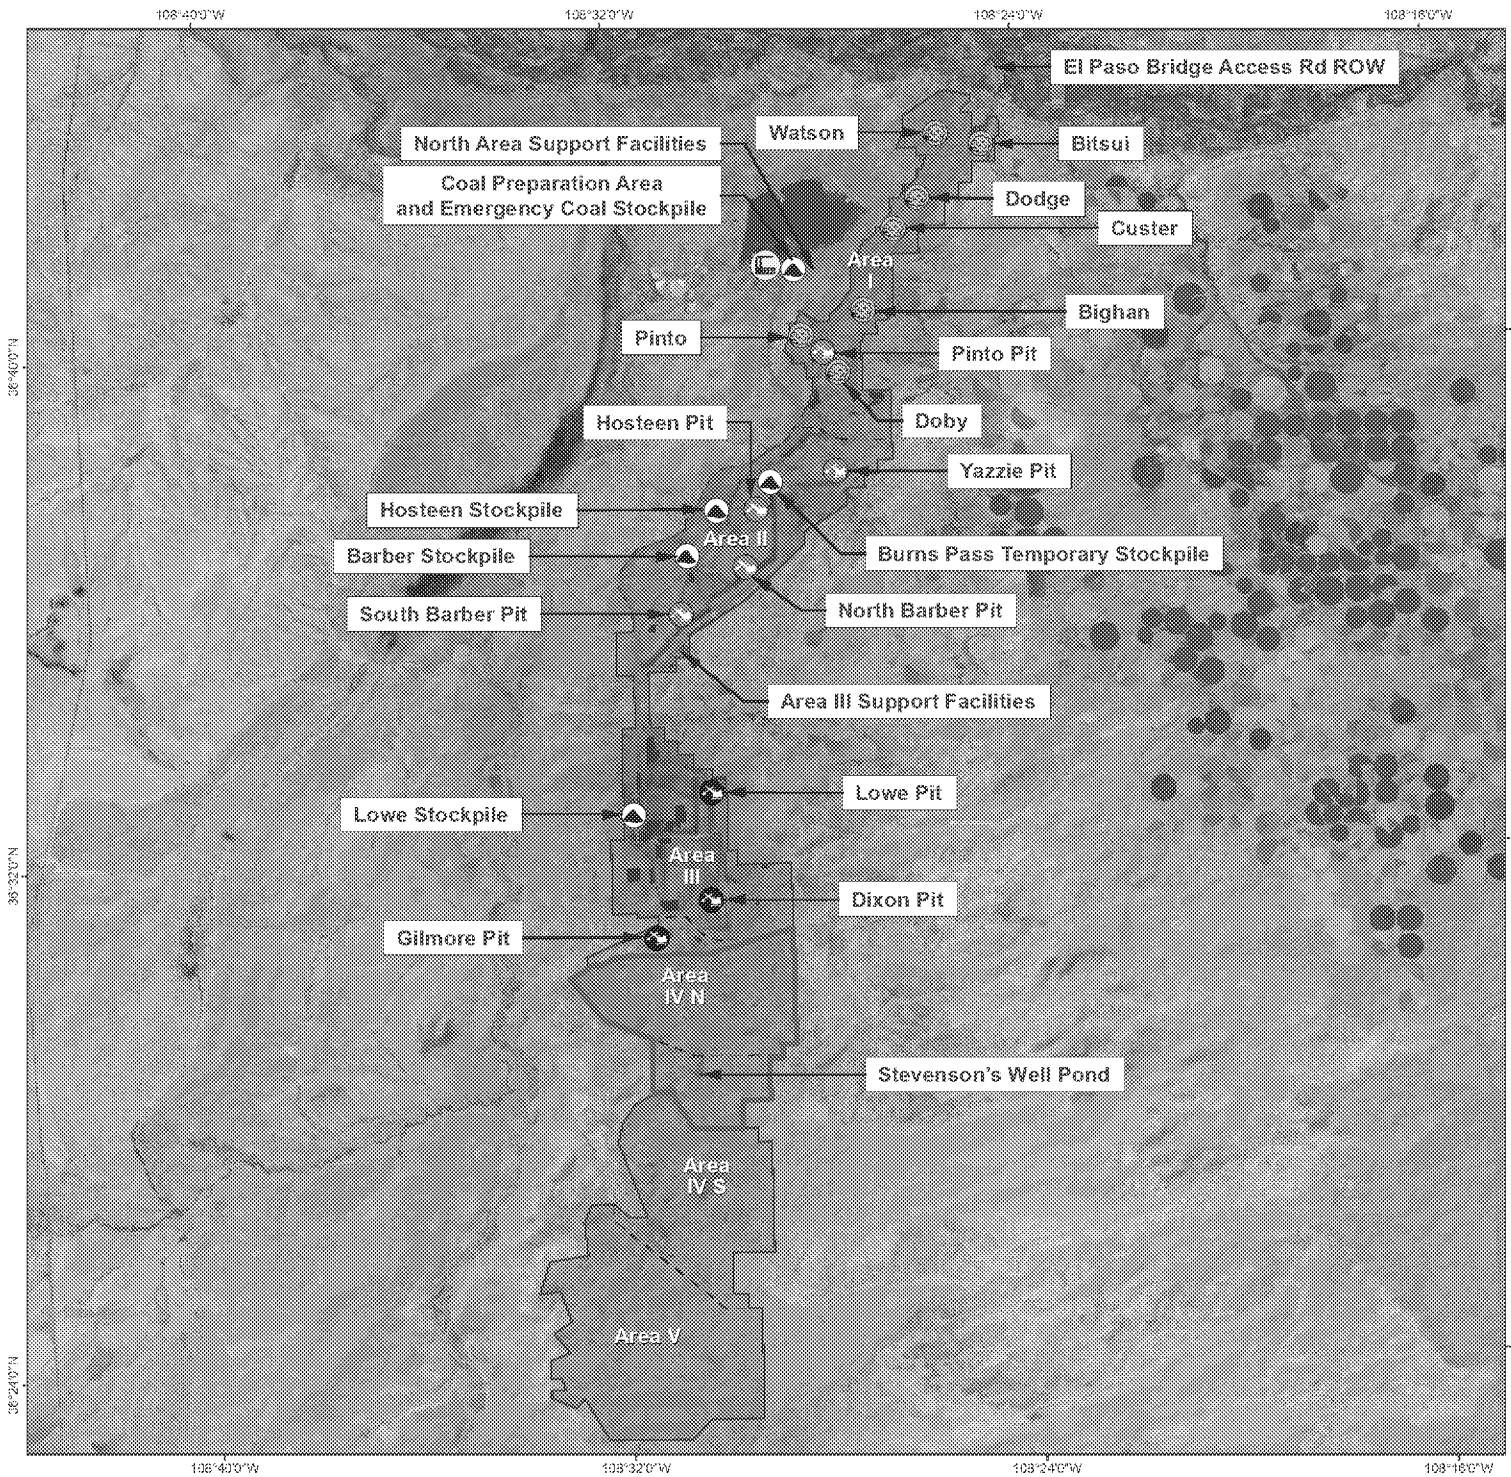 108°40'0"W 108°32'0"W 108°24'0"W 108°16'0"W
El Paso Bridge Access Rd ROW
Watson
North Area Support Facilities
Bitsui
Coal Preparation Area
and Emergency Coal Stockpile
Dodge
Custer
Area
I
Bighan
Pinto
Pinto Pit
36°40'0"N
Hosteen Pit
Doby
Yazzie Pit
Hosteen Stockpile
Area II
Barber Stockpile
Burns Pass Temporary Stockpile
South Barber Pit
North Barber Pit
Area III Support Facilities
Lowe Pit
Lowe Stockpile
Area
III
36°32'0"N
Dixon Pit
Gilmore Pit
Area
IV N
Stevenson's Well Pond
Area
IV S
Area V
36°24'0"N
108°40'0"W 108°32'0"W 108°24'0"W 108°16'0"W